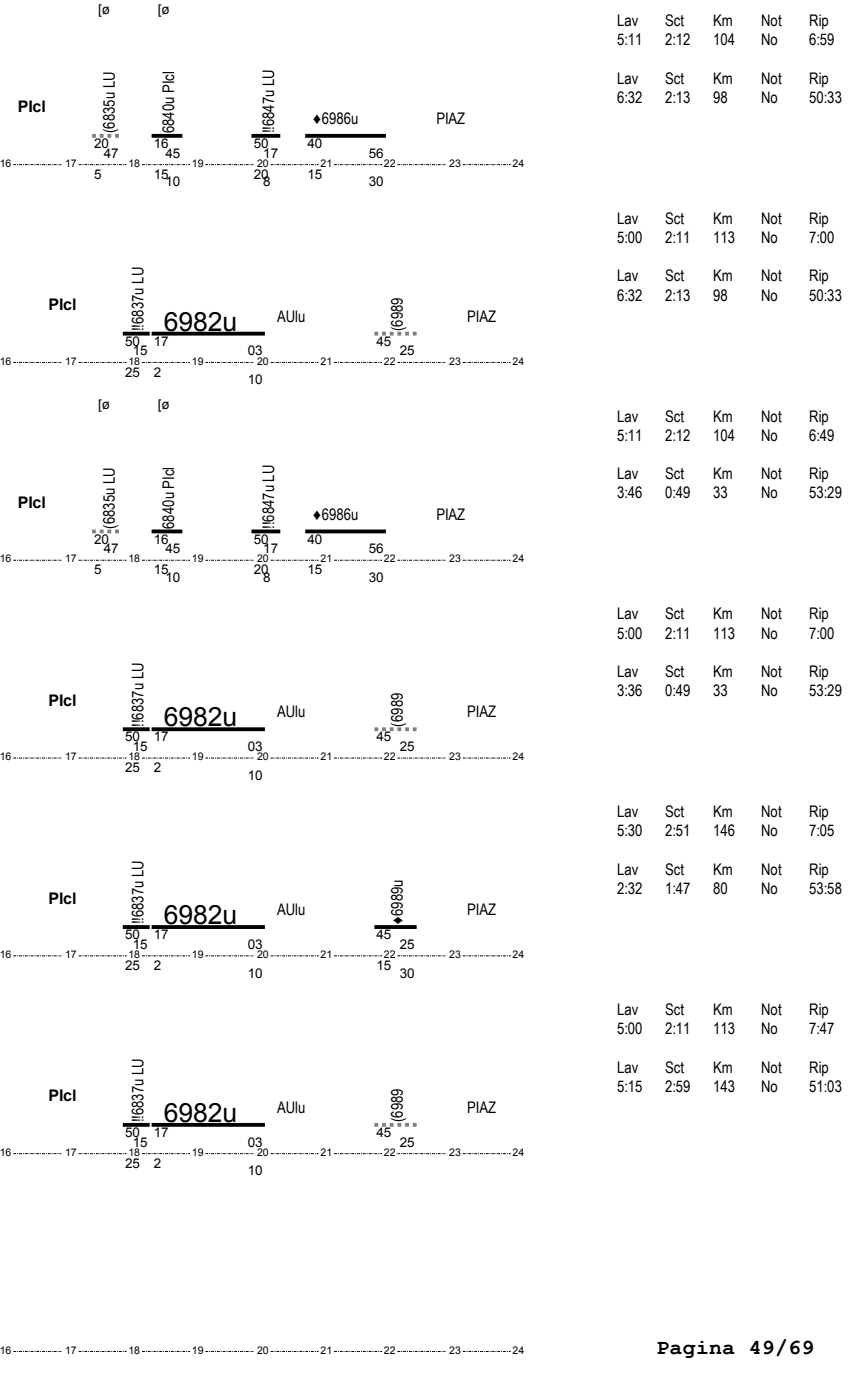 [ø [ø
Lav Sct Km Not Rip
5:11 2:12 104 No 6:59
Lav Sct Km Not Rip
6:32 2:13 98 No 50:33
PIcI (6835u LU 6840u PIcI !!6847u LU ♦6986u PIAZ
20 47 16 45 50 17 40 56
16 17 18 19 20 21 22 23 24
5 15 10 20 8 15 30
Lav Sct Km Not Rip
5:00 2:11 113 No 7:00
Lav Sct Km Not Rip
6:32 2:13 98 No 50:33
PIcI !!6837u LU 6982u AUlu (6989 PIAZ
50 15 17 03 45 25
16 17 18 19 20 21 22 23 24
25 2 10
[ø [ø
Lav Sct Km Not Rip
5:11 2:12 104 No 6:49
Lav Sct Km Not Rip
3:46 0:49 33 No 53:29
PIcI (6835u LU 6840u PIcI !!6847u LU ♦6986u PIAZ
20 47 16 45 50 17 40 56
16 17 18 19 20 21 22 23 24
5 15 10 20 8 15 30
Lav Sct Km Not Rip
5:00 2:11 113 No 7:00
Lav Sct Km Not Rip
3:36 0:49 33 No 53:29
PIcI !!6837u LU 6982u AUlu (6989 PIAZ
50 15 17 03 45 25
16 17 18 19 20 21 22 23 24
25 2 10
Lav Sct Km Not Rip
5:30 2:51 146 No 7:05
Lav Sct Km Not Rip
2:32 1:47 80 No 53:58
PIcI !!6837u LU 6982u AUlu ♦6989u PIAZ
50 15 17 03 45 25
16 17 18 19 20 21 22 23 24
25 2 10 15 30
Lav Sct Km Not Rip
5:00 2:11 113 No 7:47
Lav Sct Km Not Rip
5:15 2:59 143 No 51:03
PIcI !!6837u LU 6982u AUlu (6989 PIAZ
50 15 17 03 45 25
16 17 18 19 20 21 22 23 24
25 2 10
16 17 18 19 20 21 22 23 24
Pagina 49/69